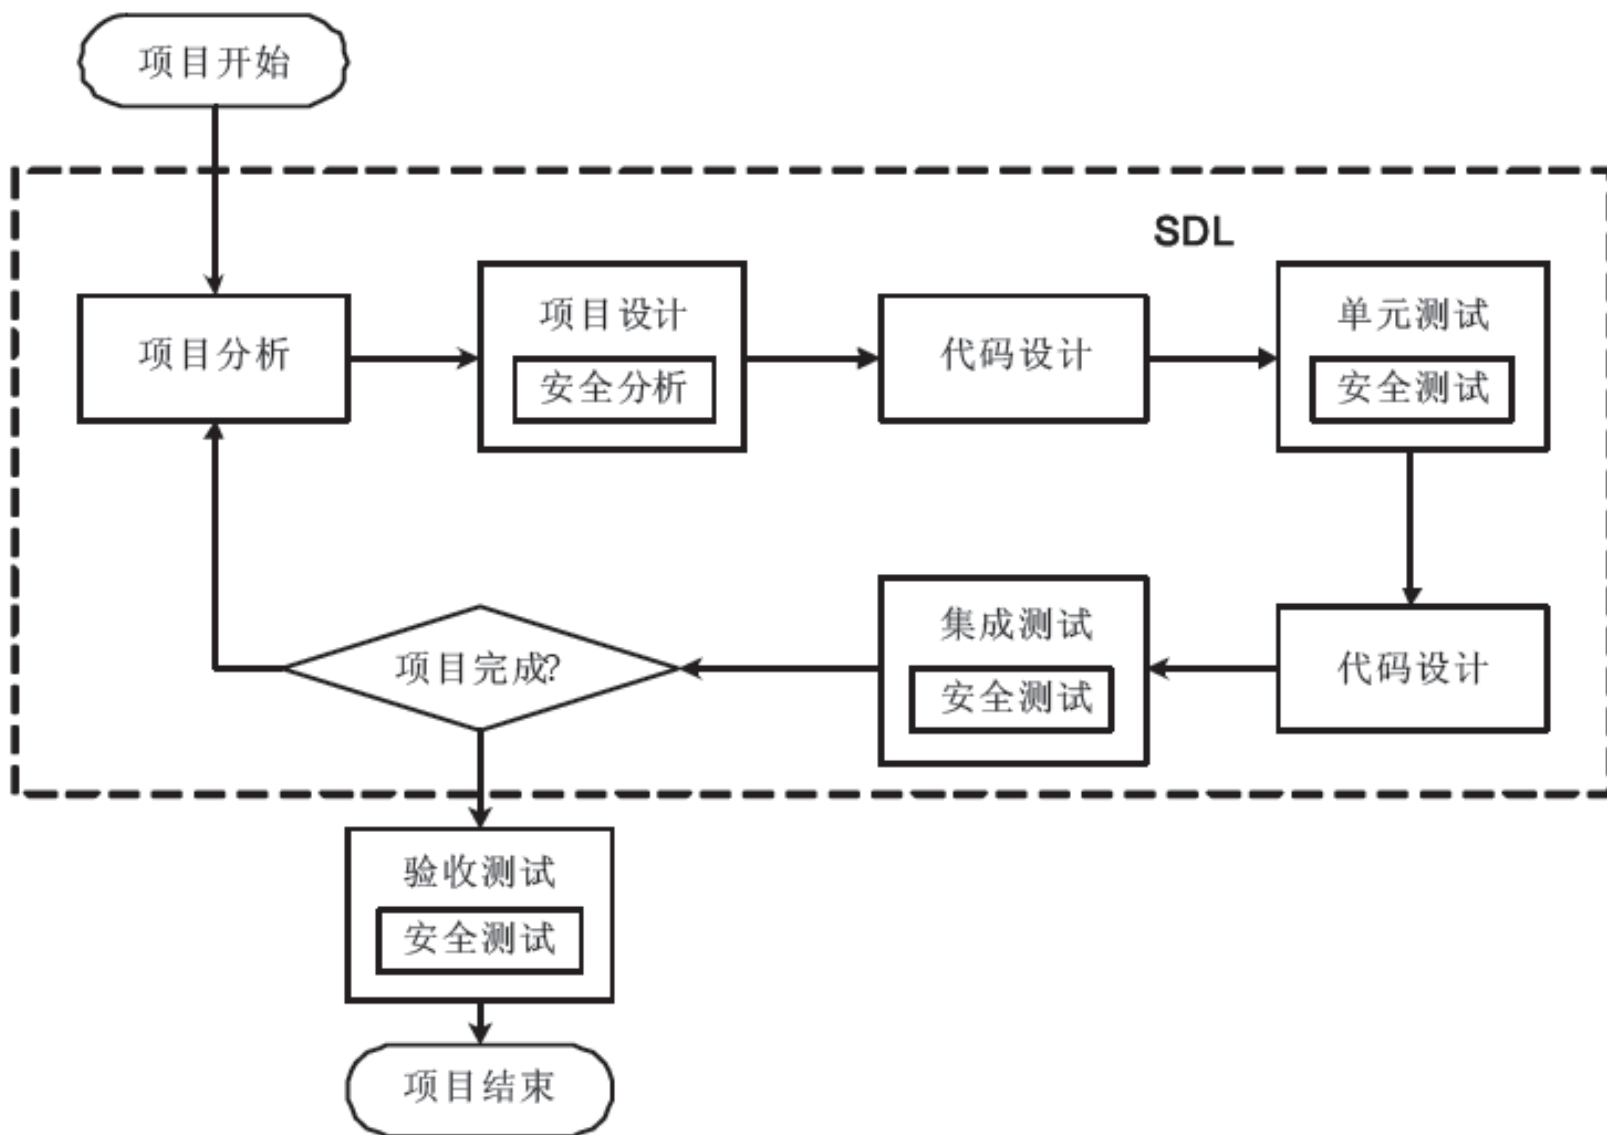 项目开始
SDL
项目分析
项目设计
安全分析
代码设计
单元测试
安全测试
代码设计
集成测试
安全测试
项目完成?
验收测试
安全测试
项目结束